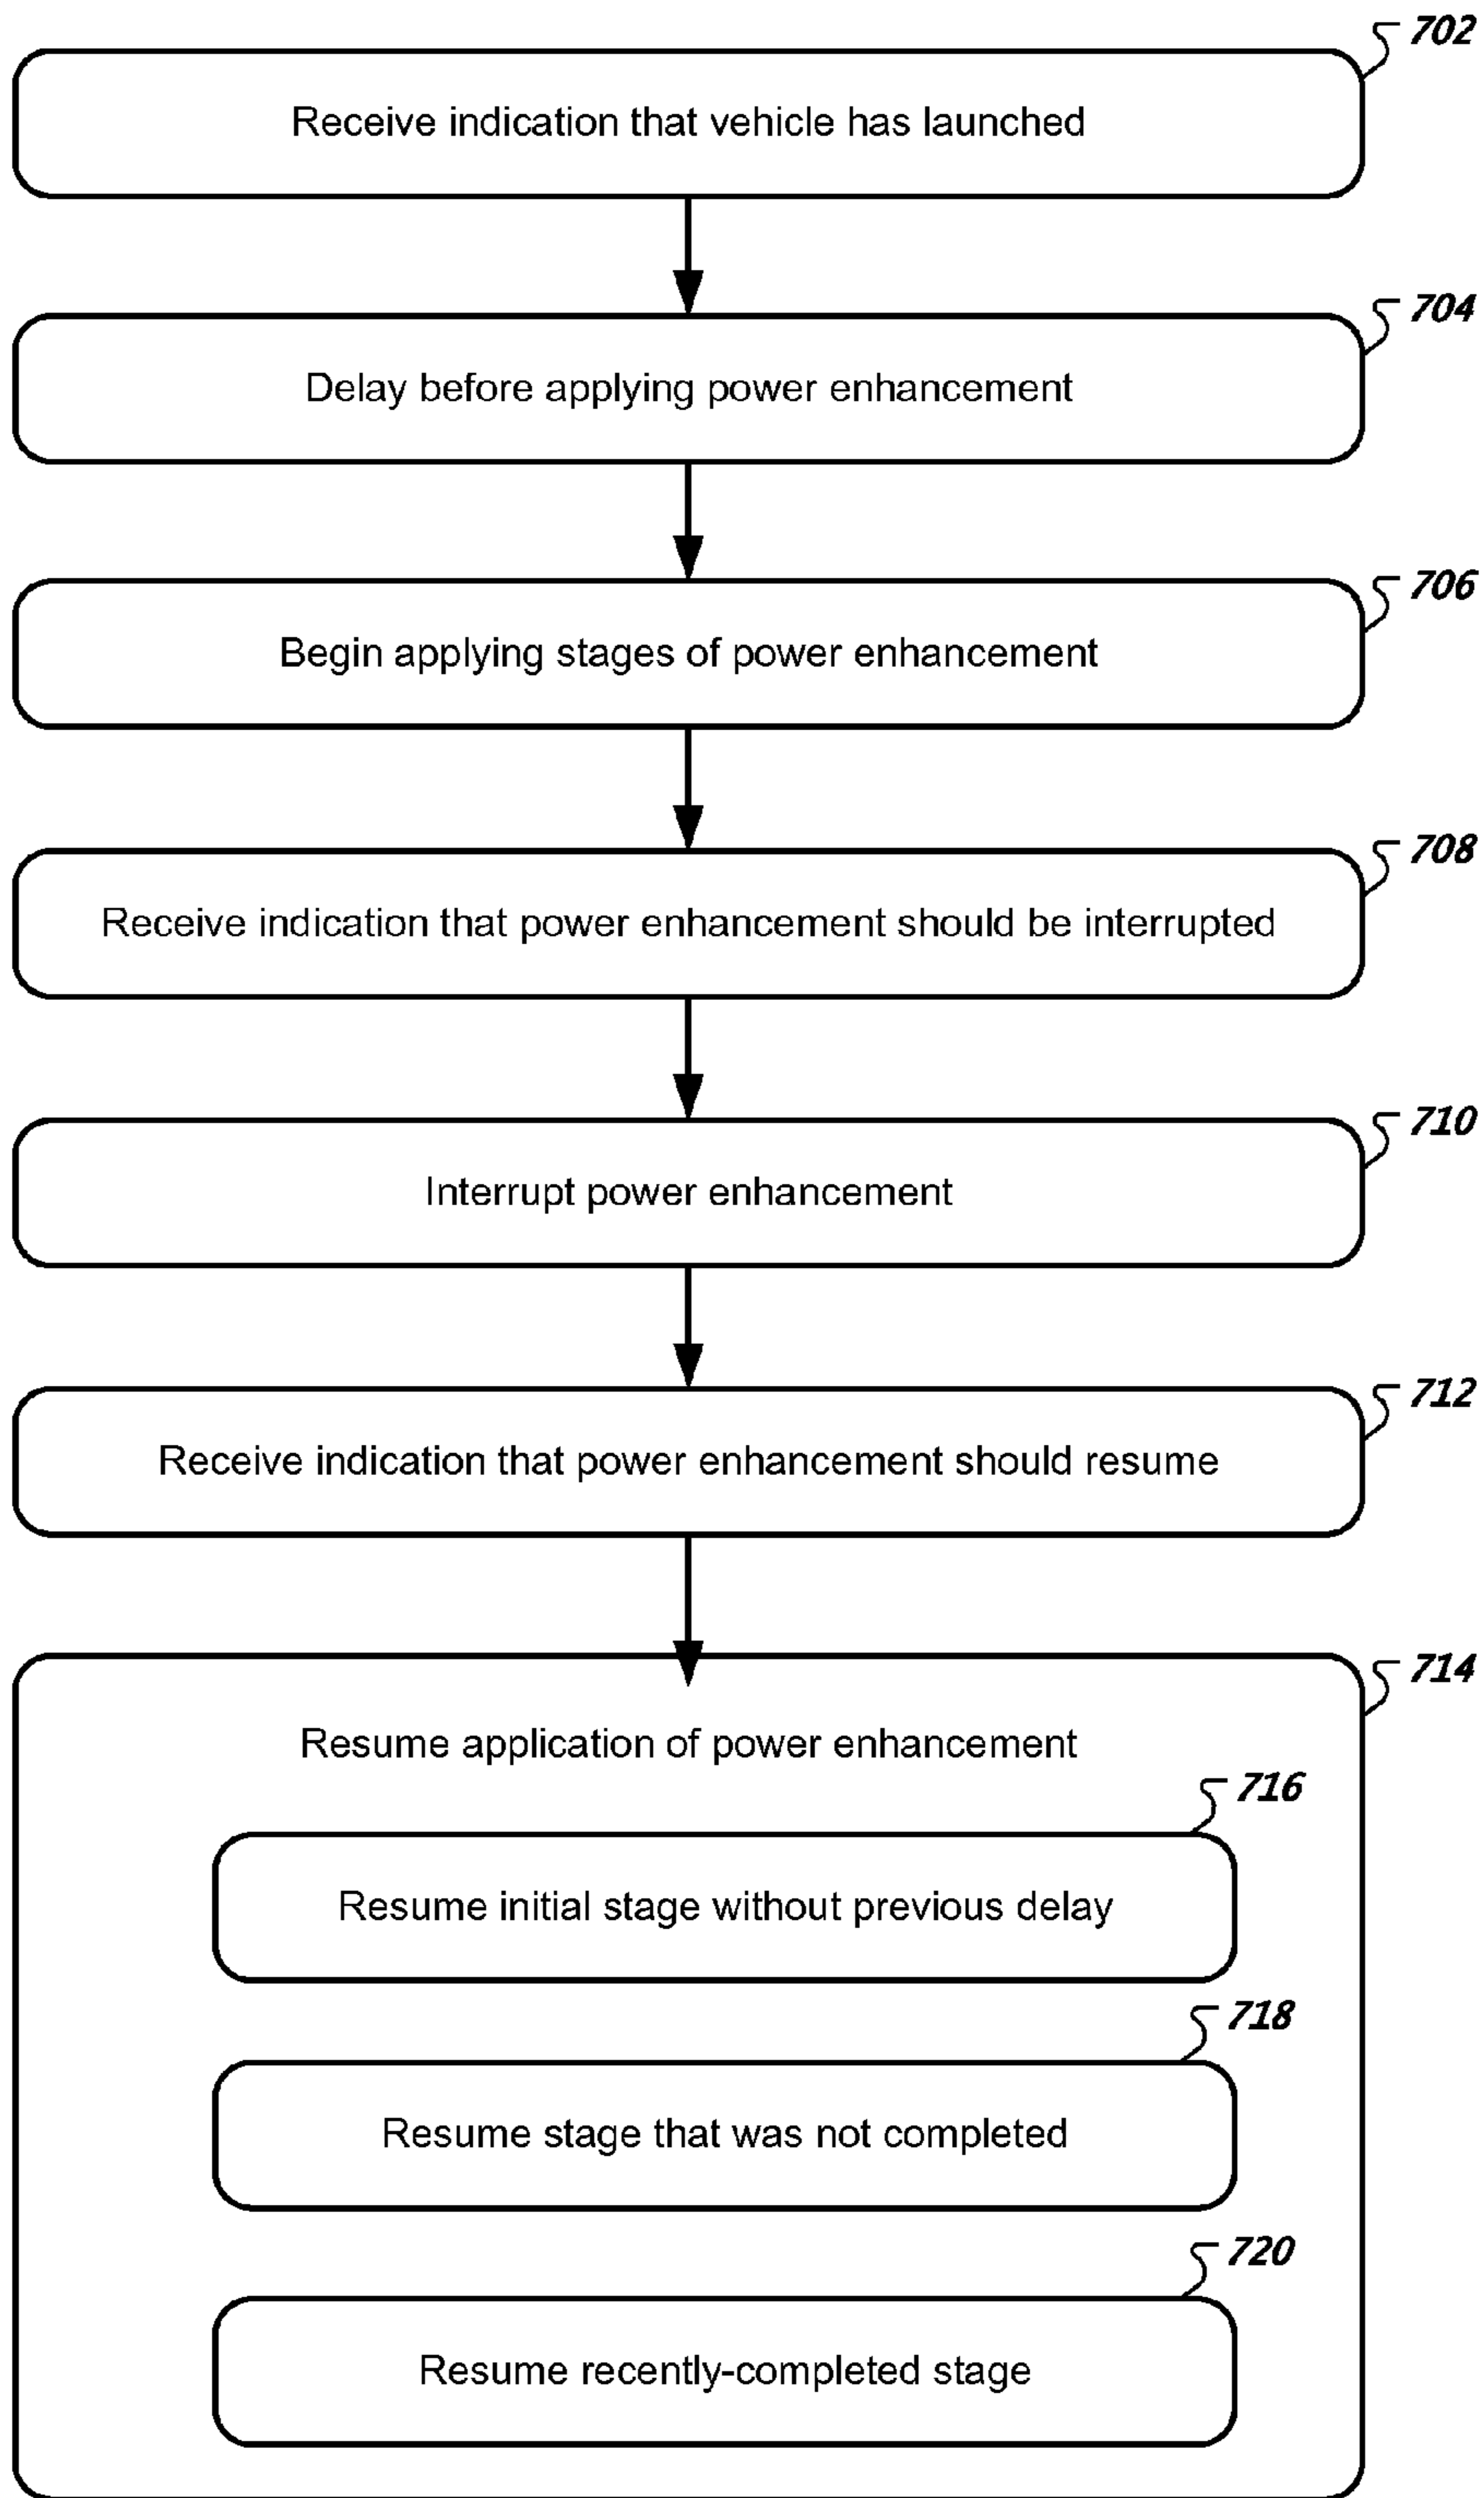 702
Receive indication that vehicle has launched
704
Delay before applying power enhancement
706
Begin applying stages of power enhancement
708
Receive indication that power enhancement should be interrupted
710
Interrupt power enhancement
712
Receive indication that power enhancement should resume
714
Resume application of power enhancement
716
Resume initial stage without previous delay
718
Resume stage that was not completed
720
Resume recently-completed stage